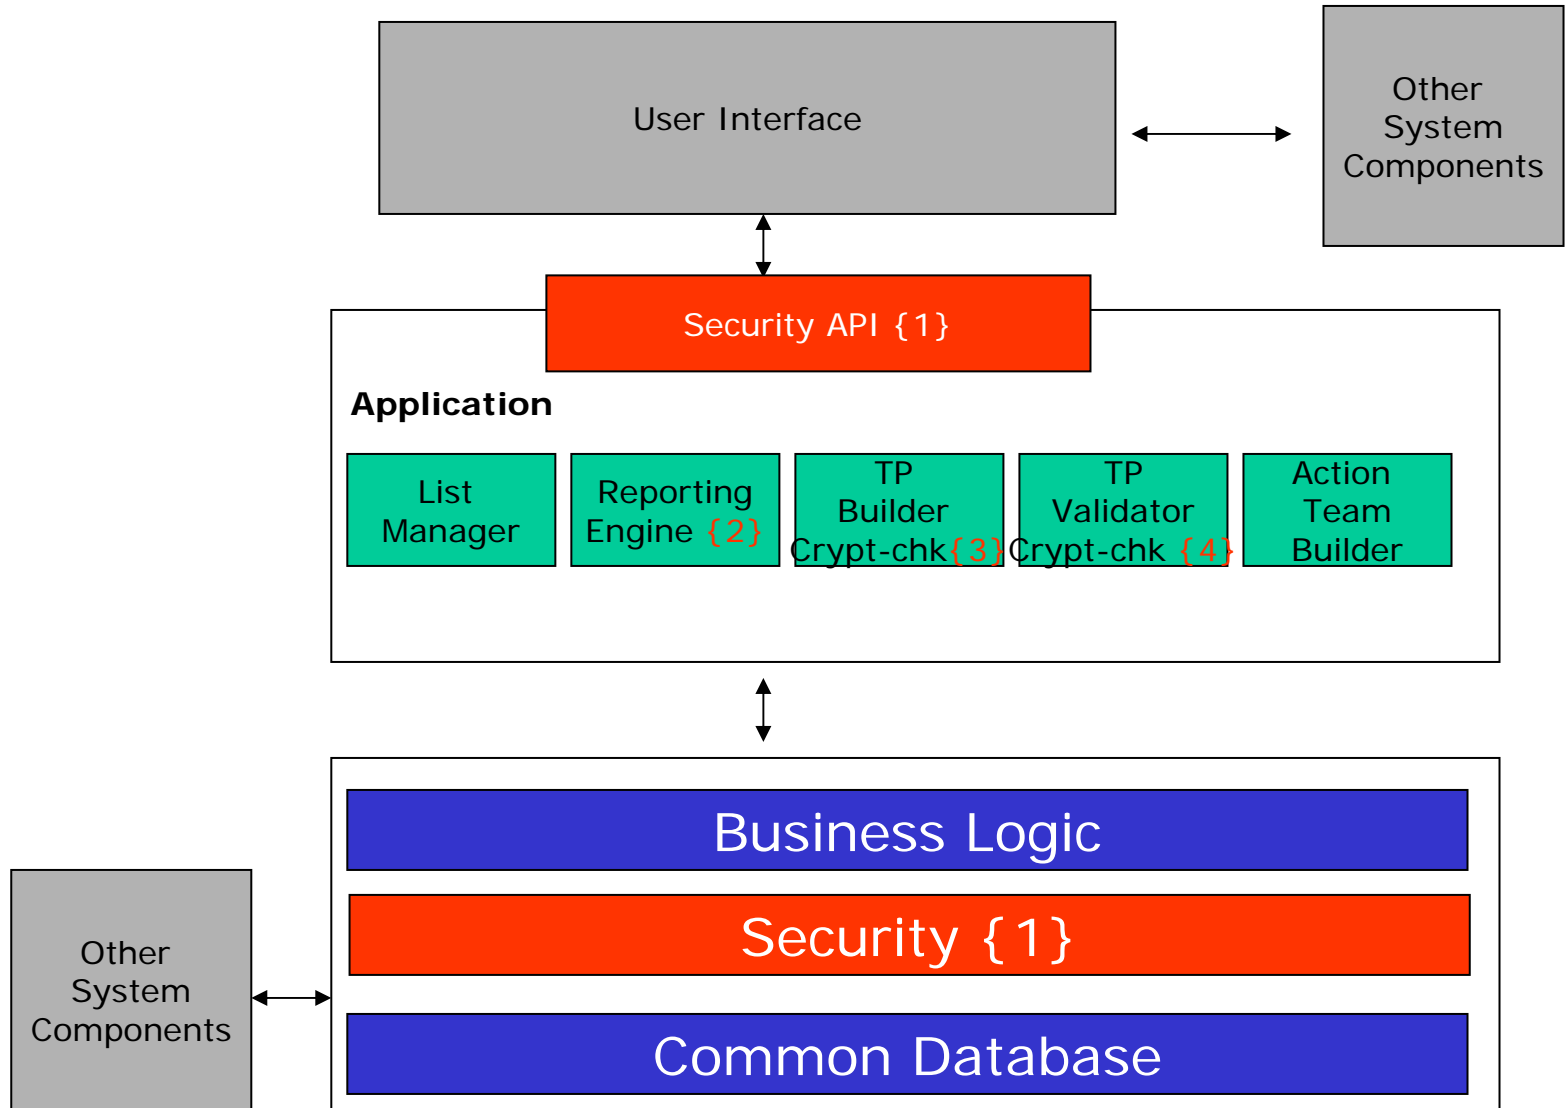 User Interface
Other
System
Components
Security API {1}
Application
List
Manager
Reporting
Engine {2}
TP
Builder
Crypt-chk{3}
TP
Validator
Crypt-chk {4}
Action
Team
Builder
Business Logic
Security {1}
Common Database
Other
System
Components